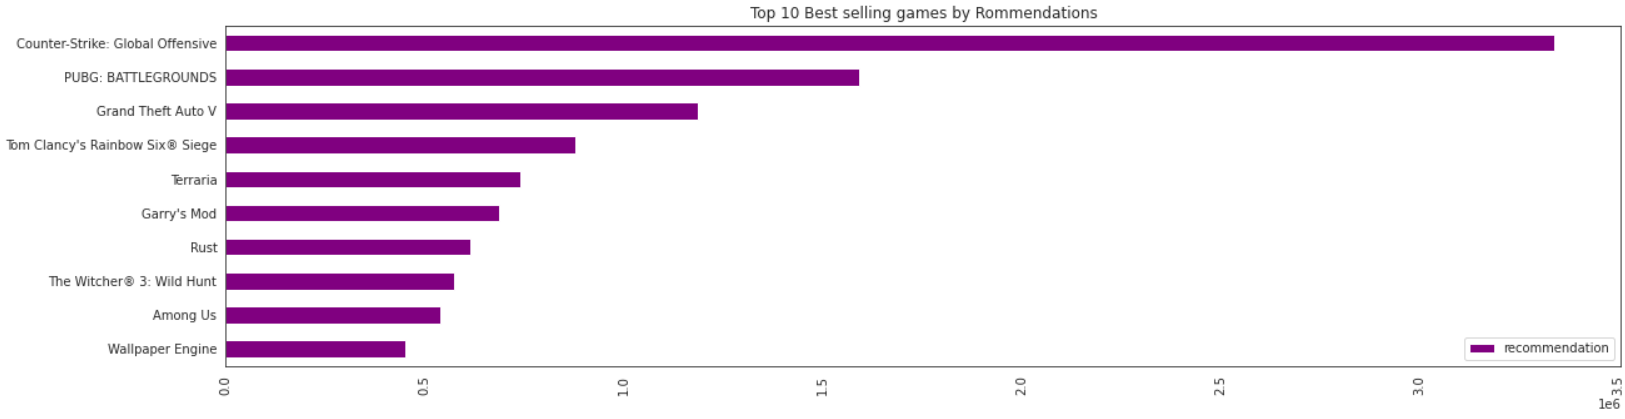 Top 10 Best selling games by Rommendations
Counter-Strike: Global Offensive
PUBG: BATTLEGROUNDS
Grand Theft Auto V
Tom Clancy's Rainbow Six® Siege
Terraria
Garry's Mod
Rust
The Witcher® 3: Wild Hunt
Among Us
Wallpaper Engine
recommendation
0.0
0.5
1.0
1.5
2.0
2.5
3.0
3.5
1e6